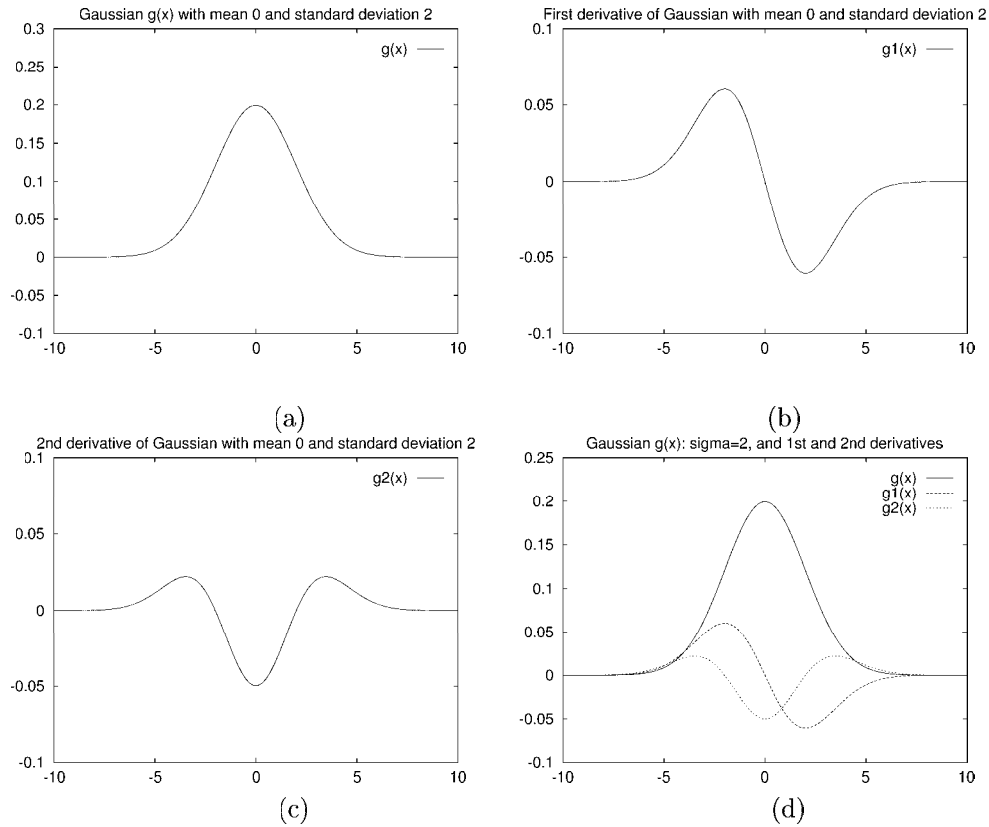 Gaussian g(x) with mean 0 and standard deviation 2
0.3
0.25
0.2
0.15
0.1
0.05
0
-0.05
-0.1
g(x)
-10 -5 0 5 10
(a)
First derivative of Gaussian with mean 0 and standard deviation 2
0.1
0.05
0
-0.05
-0.1
g1(x)
-10 -5 0 5 10
(b)
2nd derivative of Gaussian with mean 0 and standard deviation 2
0.1
0.05
0
-0.05
-0.1
g2(x)
-10 -5 0 5 10
(c)
Gaussian g(x): sigma=2, and 1st and 2nd derivatives
0.25
0.2
0.15
0.1
0.05
0
-0.05
-0.1
g(x)
g1(x)
g2(x)
-10 -5 0 5 10
(d)